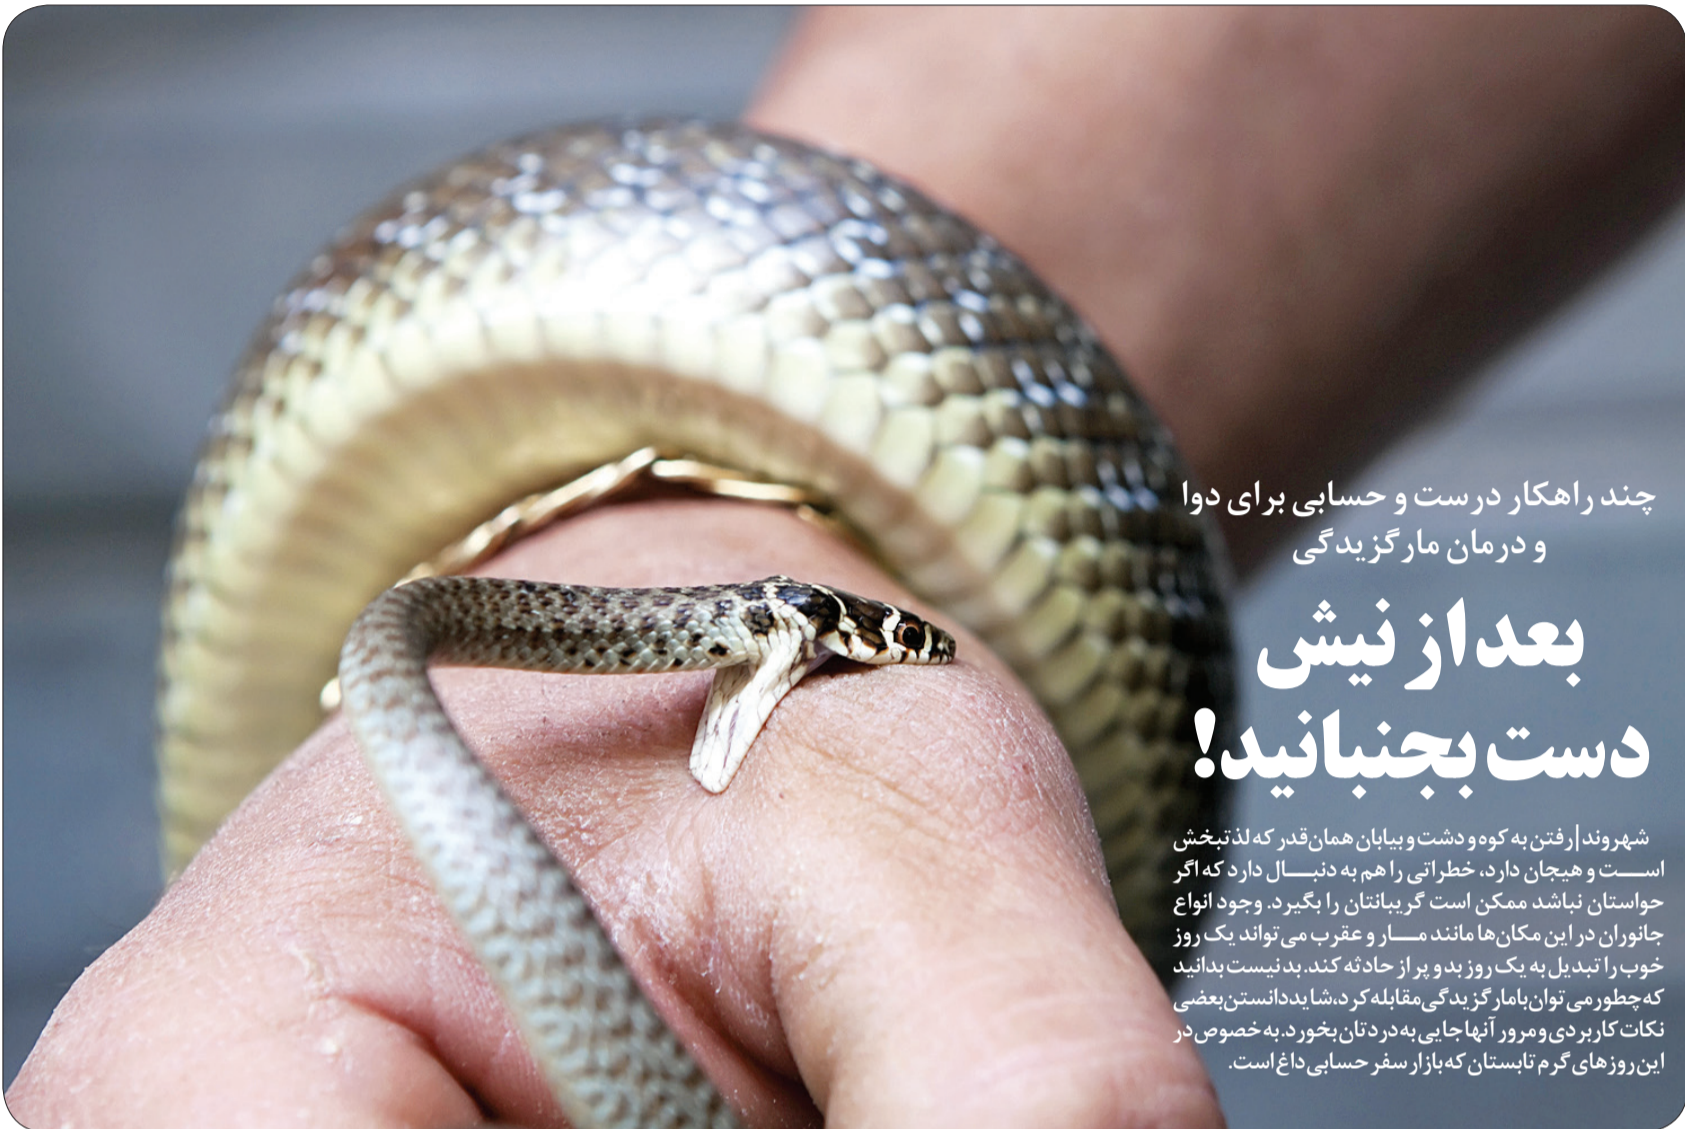 چند راهکار درست و حسابی برای دوا
و درمان مارگزیدگی
بعد از نیش
دست بجنبانید!
شهروند| رفتن به کوه و دشت و بیابان همان‌قدر که لذتبخش
است و هیجان دارد، خطراتی را هم به دنبال دارد که اگر
حواستان نباشد ممکن است گریبانتان را بگیرد. وجود انواع
جانوران در این مکان‌ها مانند مار و عقرب می‌تواند یک روز
خوب را تبدیل به یک روز بد و پر از حادثه کند. بد نیست بدانید
که چطور می‌توان با مارگزیدگی مقابله کرد، شاید دانستن بعضی
نکات کاربردی و مرور آنها جایی به دردتان بخورد. به خصوص در
این روزهای گرم تابستان که بازار سفر حسابی داغ است.